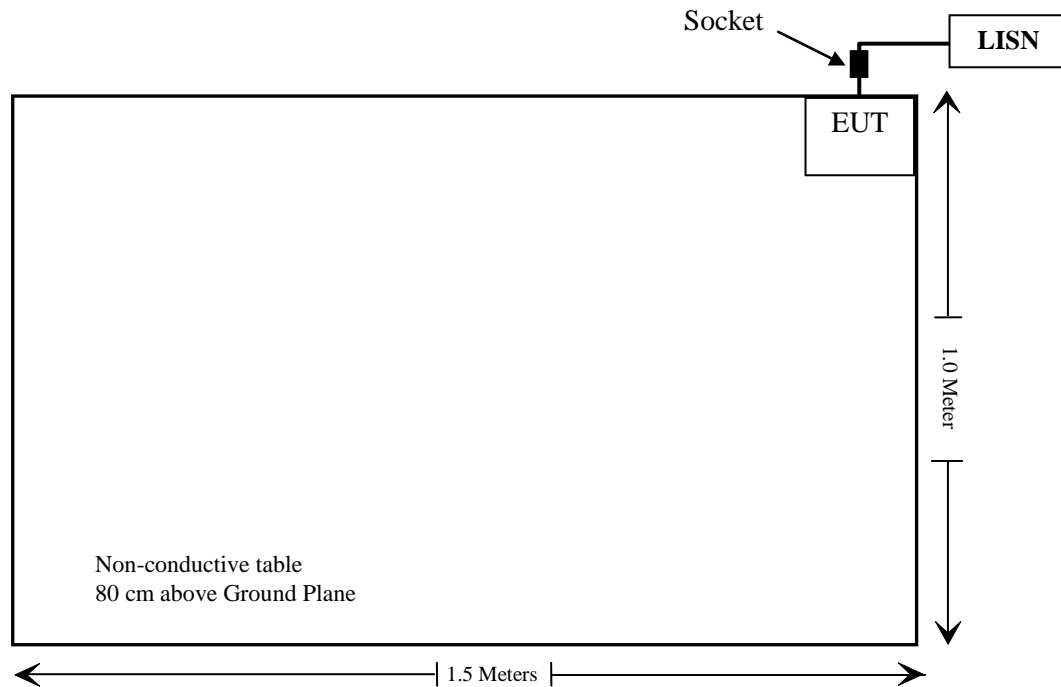 Socket
LISN
EUT
1.0 Meter
Non-conductive table
80 cm above Ground Plane
1.5 Meters